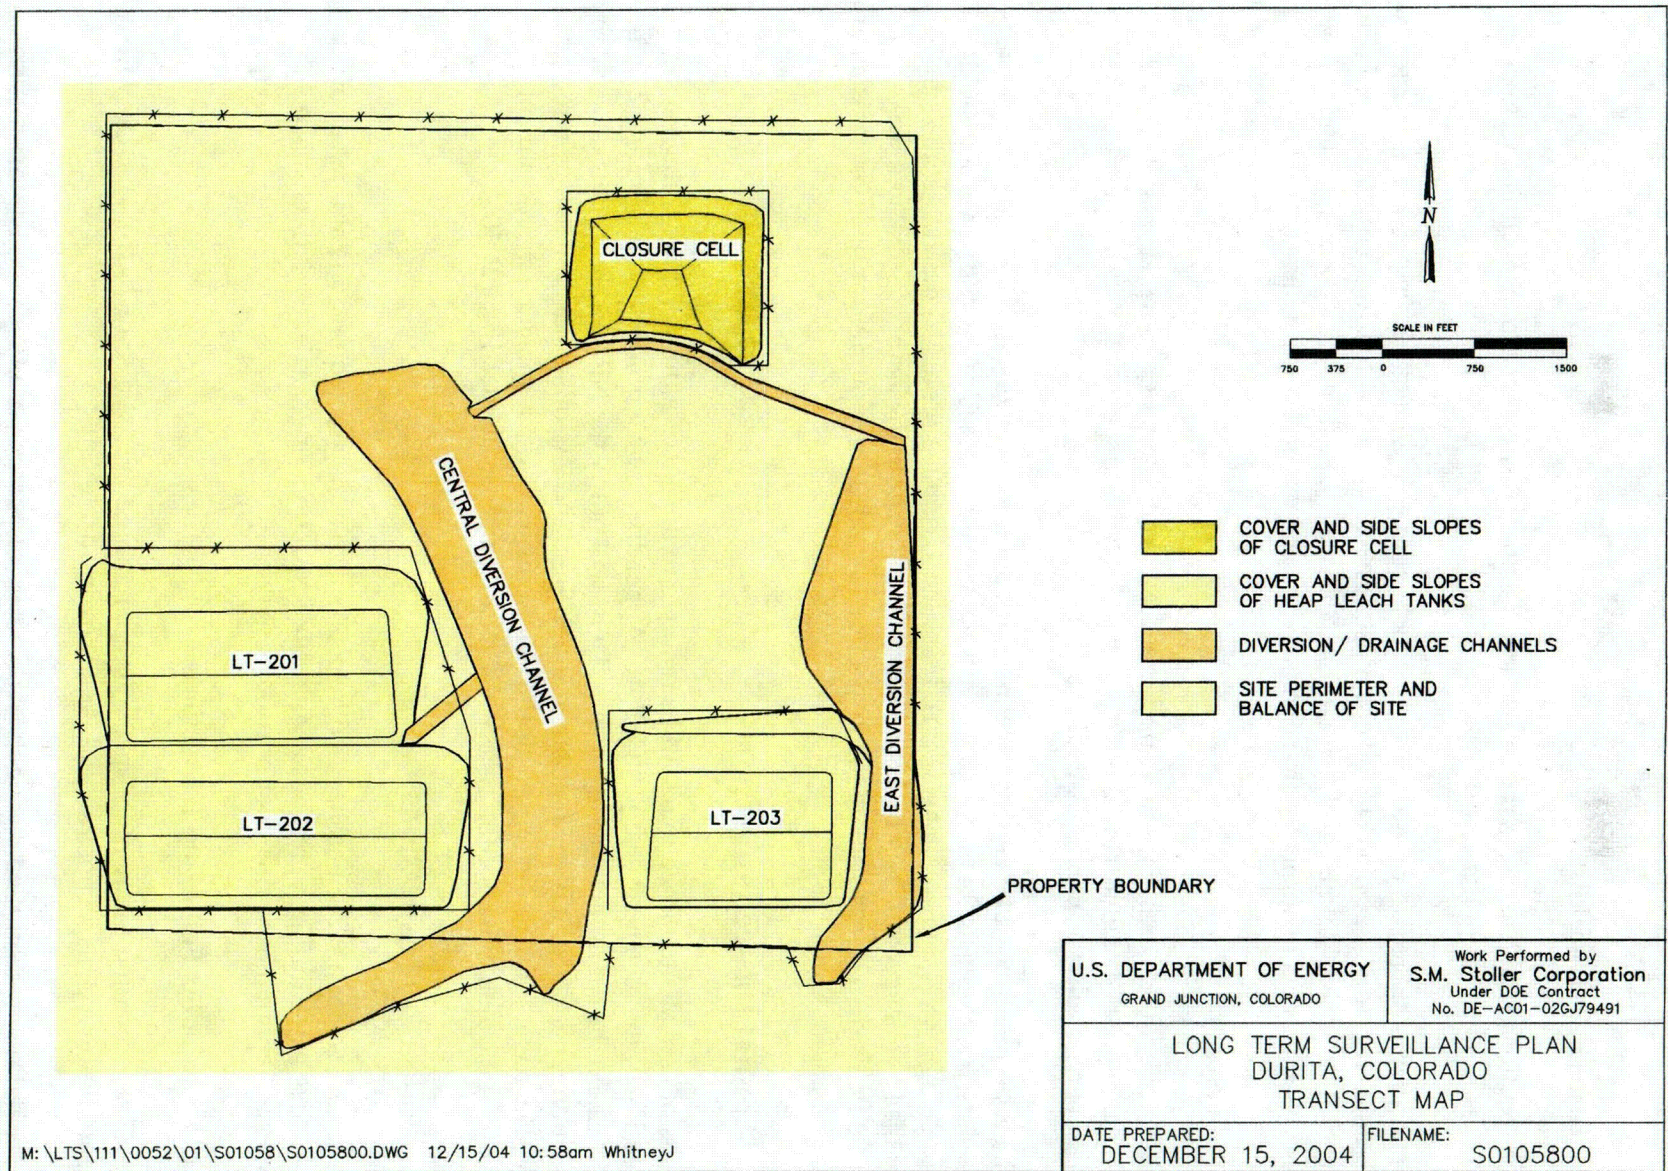 CLOSURE CELL
CENTRAL DIVERSION CHANNEL
EAST DIVERSION CHANNEL
LT-201
LT-202
LT-203
N
SCALE IN FEET
750 375 0 750 1500
COVER AND SIDE SLOPES
OF CLOSURE CELL
COVER AND SIDE SLOPES
OF HEAP LEACH TANKS
DIVERSION/ DRAINAGE CHANNELS
SITE PERIMETER AND
BALANCE OF SITE
PROPERTY BOUNDARY
U.S. DEPARTMENT OF ENERGY
GRAND JUNCTION, COLORADO
Work Performed by
S.M. Stoller Corporation
Under DOE Contract
No. DE-AC01-02GJ79491
LONG TERM SURVEILLANCE PLAN
DURITA, COLORADO
TRANSECT MAP
DATE PREPARED:
DECEMBER 15, 2004
FILENAME:
S0105800
M:\LTS\111\0052\01\S01058\S0105800.DWG 12/15/04 10:58am WhitneyJ